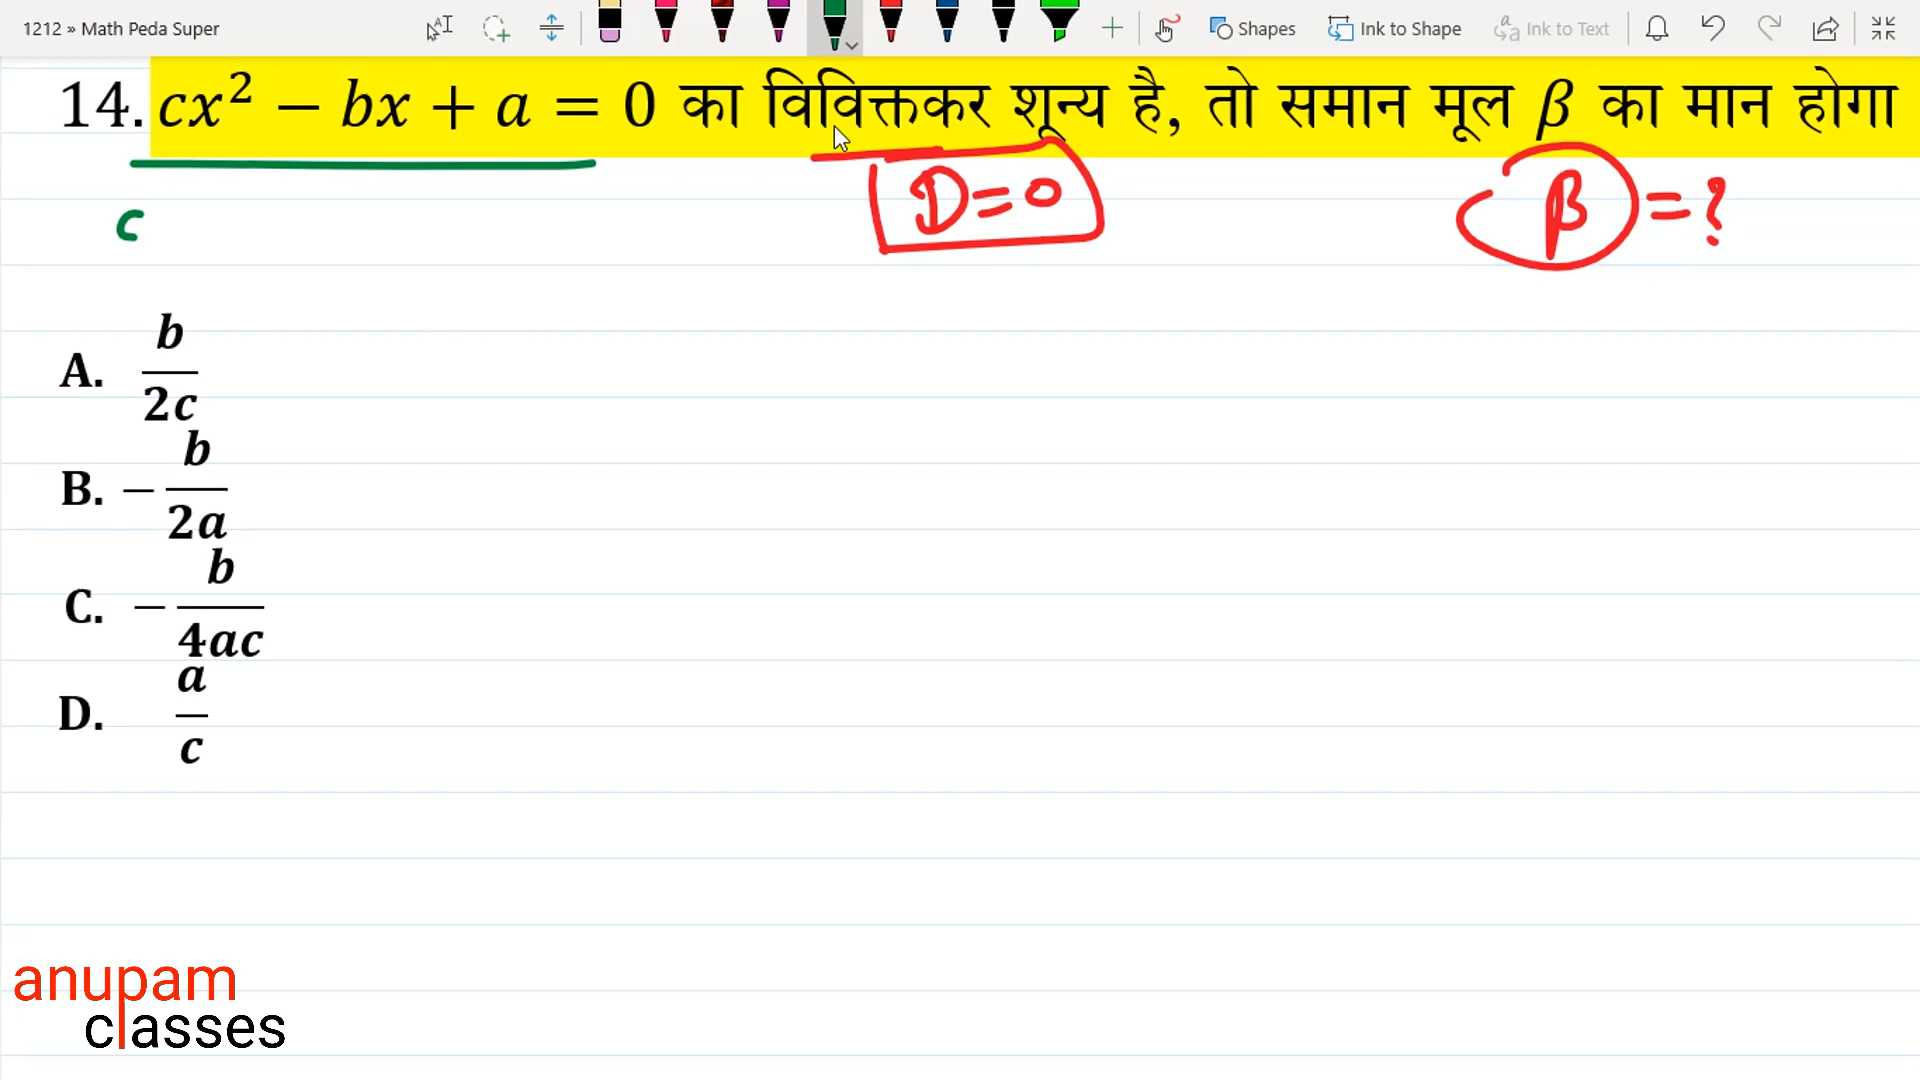 1212 » Math Peda Super
Shapes
Ink to Shape
Ink to Text
14. cx² − bx + a = 0 का विविक्तकर शून्य है, तो समान मूल β का मान होगा
D=0
β=?
c
A. b/2c
B. −b/2a
C. −b/4ac
D. a/c
anupam
classes